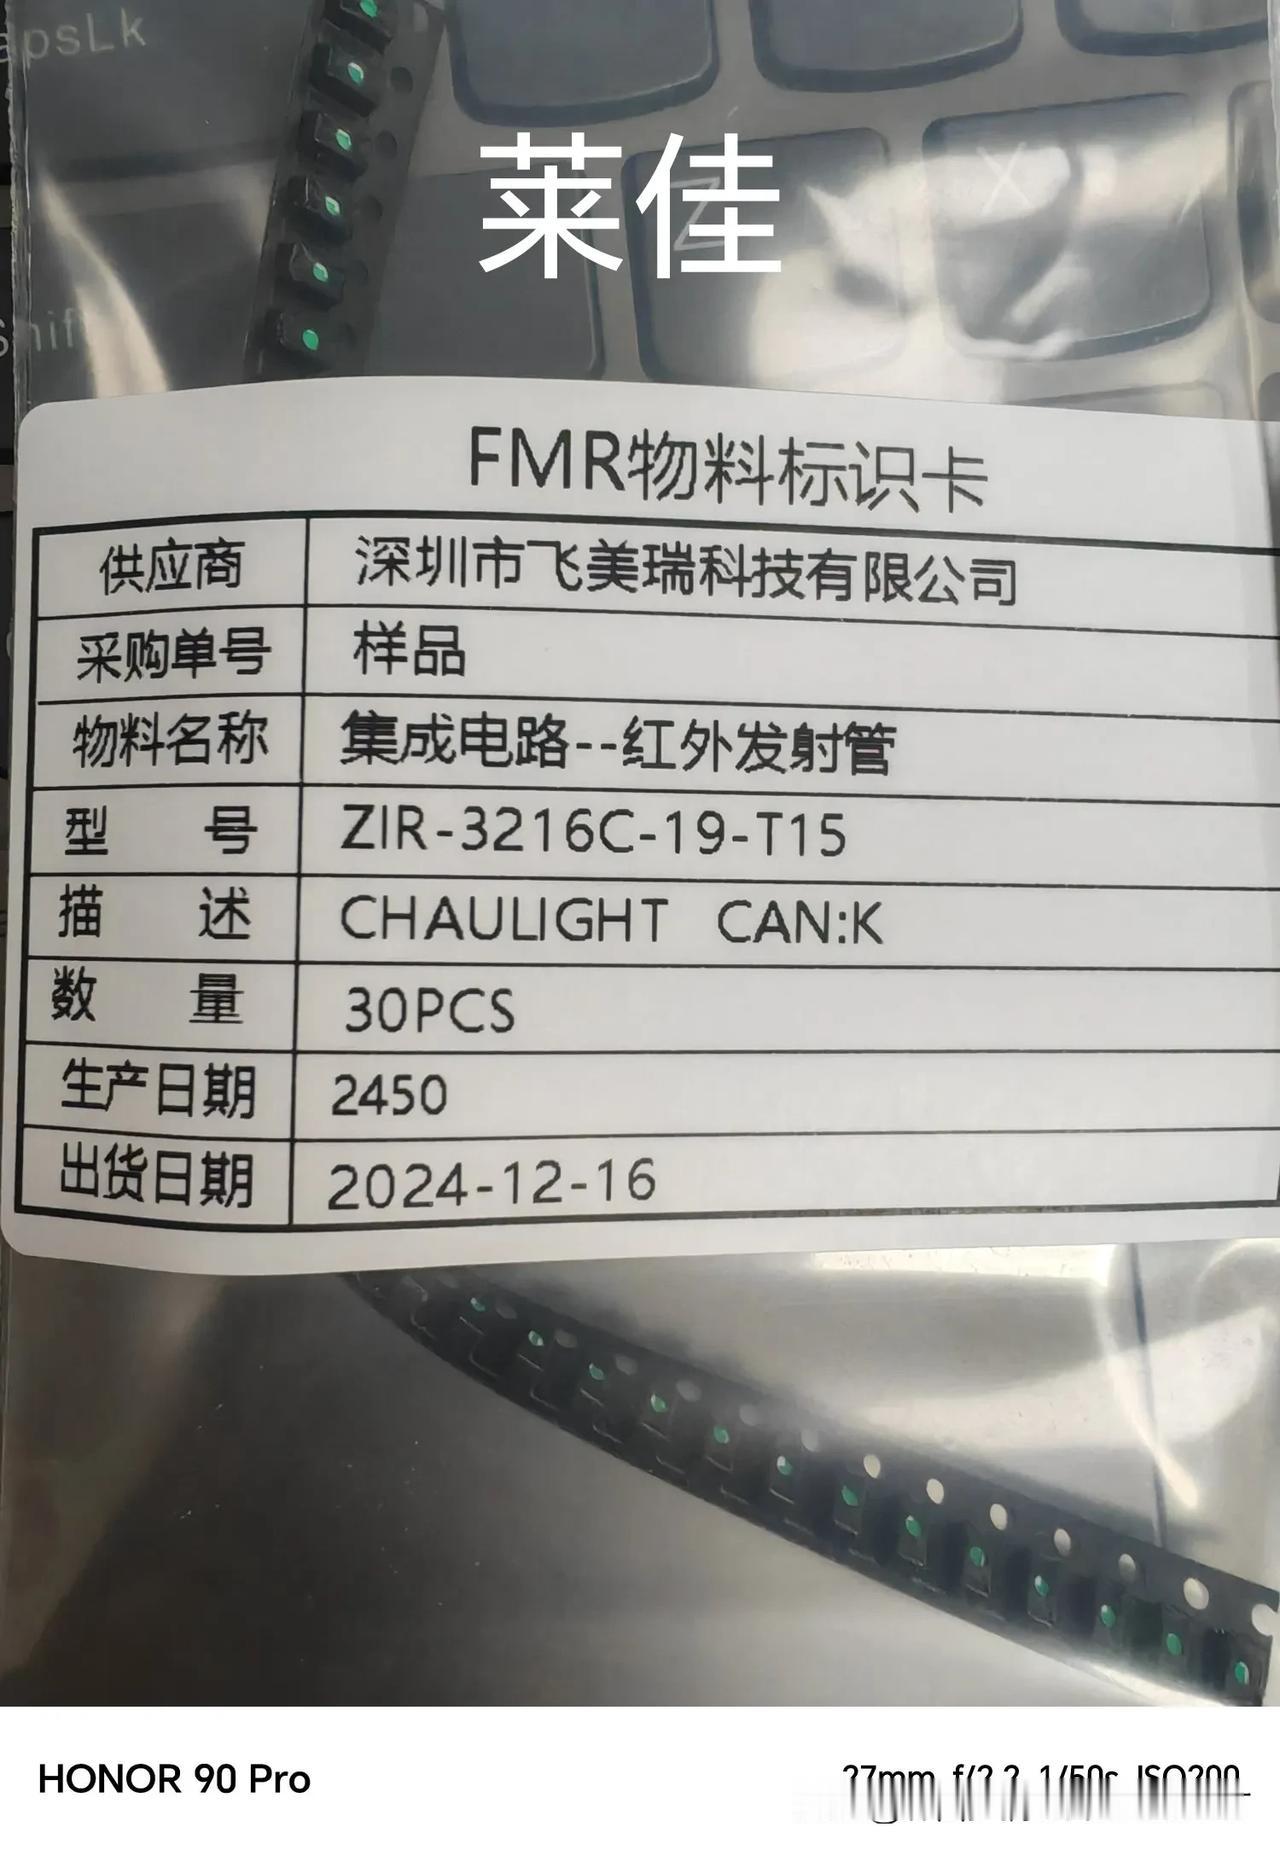 apsLk
莱佳
Z
X
Shift
FMR物料标识卡
供应商 深圳市飞美瑞科技有限公司
采购单号 样品
物料名称 集成电路--红外发射管
型 号 ZIR-3216C-19-T15
描 述 CHAULIGHT CAN:K
数 量 30PCS
生产日期 2450
出货日期 2024-12-16
HONOR 90 Pro